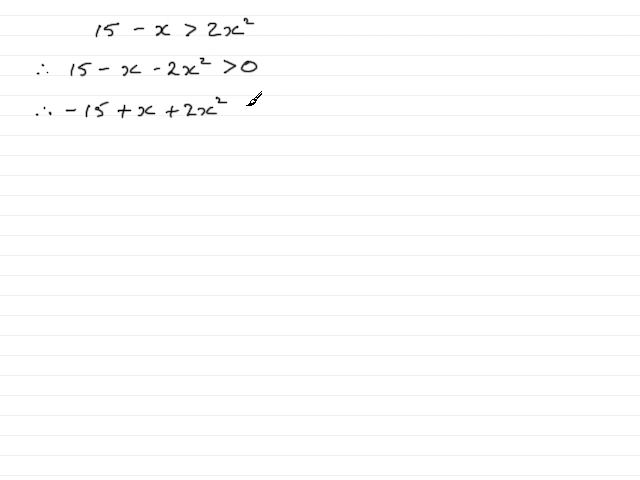 15 - x > 2x²
∴ 15 - x - 2x² > 0
∴ -15 + x + 2x²